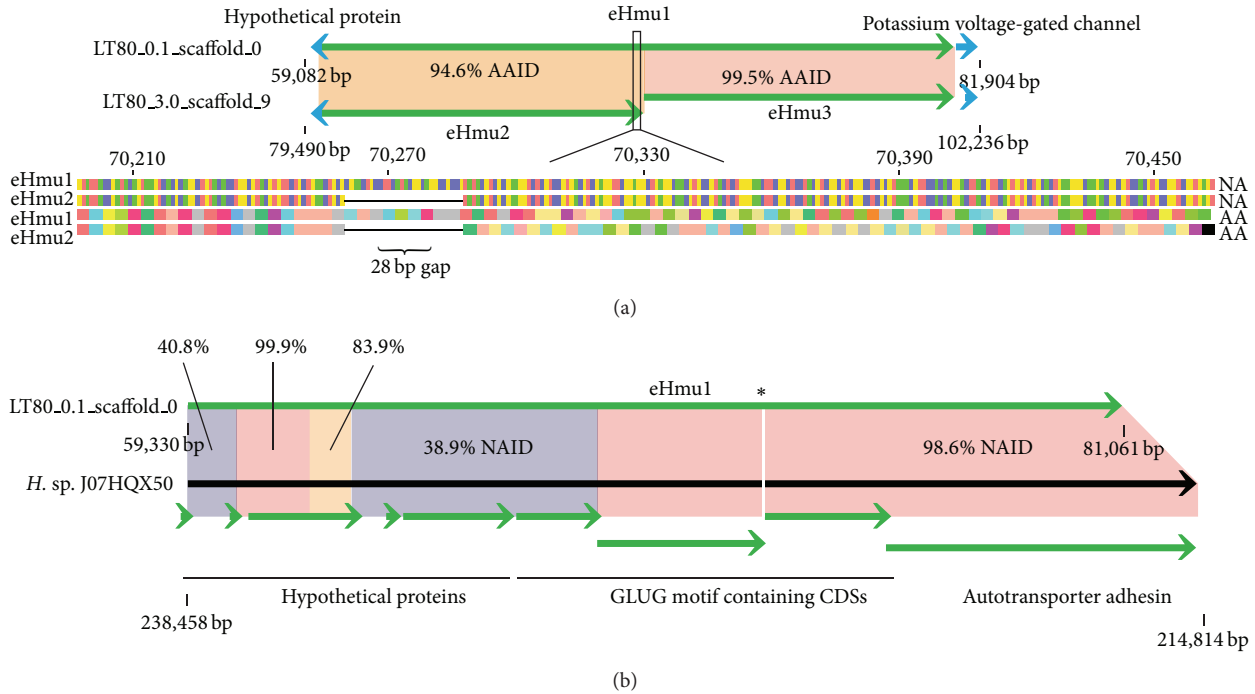 Hypothetical protein
eHmu1
Potassium voltage-gated channel
LT80_0.1_scaffold_0
59,082 bp
94.6% AAID
99.5% AAID
81,904 bp
LT80_3.0_scaffold_9
eHmu2
eHmu3
79,490 bp
102,236 bp
70,210
70,270
70,330
70,390
70,450
eHmu1
NA
eHmu2
NA
eHmu1
AA
eHmu2
AA
28 bp gap
(a)
40.8%
99.9%
83.9%
LT80_0.1_scaffold_0
eHmu1
*
59,330 bp
38.9% NAID
98.6% NAID
81,061 bp
H. sp. J07HQX50
Hypothetical proteins
GLUG motif containing CDSs
Autotransporter adhesin
238,458 bp
214,814 bp
(b)